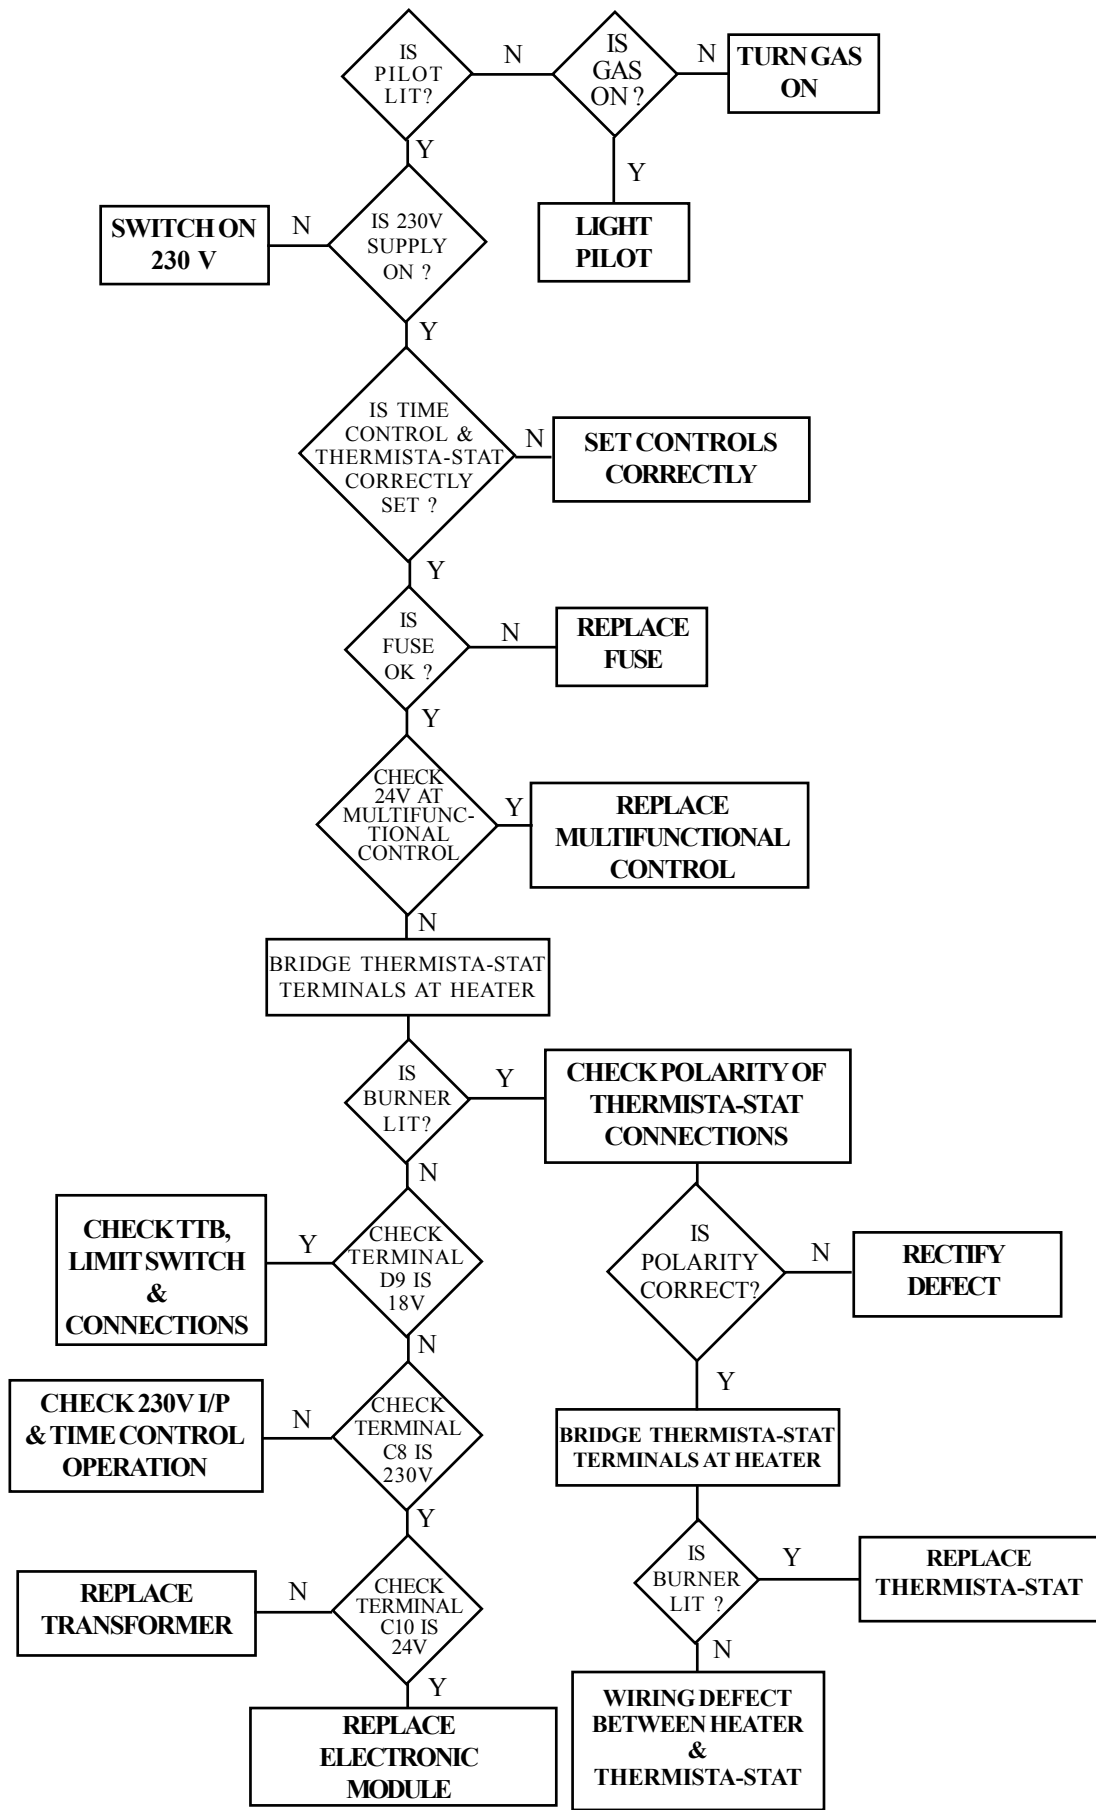 IS
PILOT
LIT?
N
IS
GAS
ON ?
N
TURN GAS
ON
Y
Y
LIGHT
PILOT
SWITCH ON
230 V
N
IS 230V
SUPPLY
ON ?
Y
IS TIME
CONTROL &
THERMISTA-STAT
CORRECTLY
SET ?
N
SET CONTROLS
CORRECTLY
Y
IS
FUSE
OK ?
N
REPLACE
FUSE
Y
CHECK
24V AT
MULTIFUNC-
TIONAL
CONTROL
Y
REPLACE
MULTIFUNCTIONAL
CONTROL
N
BRIDGE THERMISTA-STAT
TERMINALS AT HEATER
IS
BURNER
LIT?
Y
CHECK POLARITY OF
THERMISTA-STAT
CONNECTIONS
N
CHECK TTB,
LIMIT SWITCH
&
CONNECTIONS
Y
CHECK
TERMINAL
D9 IS
18V
IS
POLARITY
CORRECT?
N
RECTIFY
DEFECT
N
Y
CHECK 230V I/P
& TIME CONTROL
OPERATION
N
CHECK
TERMINAL
C8 IS
230V
BRIDGE THERMISTA-STAT
TERMINALS AT HEATER
Y
REPLACE
TRANSFORMER
N
CHECK
TERMINAL
C10 IS
24V
IS
BURNER
LIT ?
Y
REPLACE
THERMISTA-STAT
Y
N
REPLACE
ELECTRONIC
MODULE
WIRING DEFECT
BETWEEN HEATER
&
THERMISTA-STAT